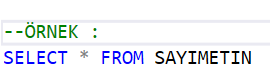 --ÖRNEK :
SELECT * FROM SAYIMETIN